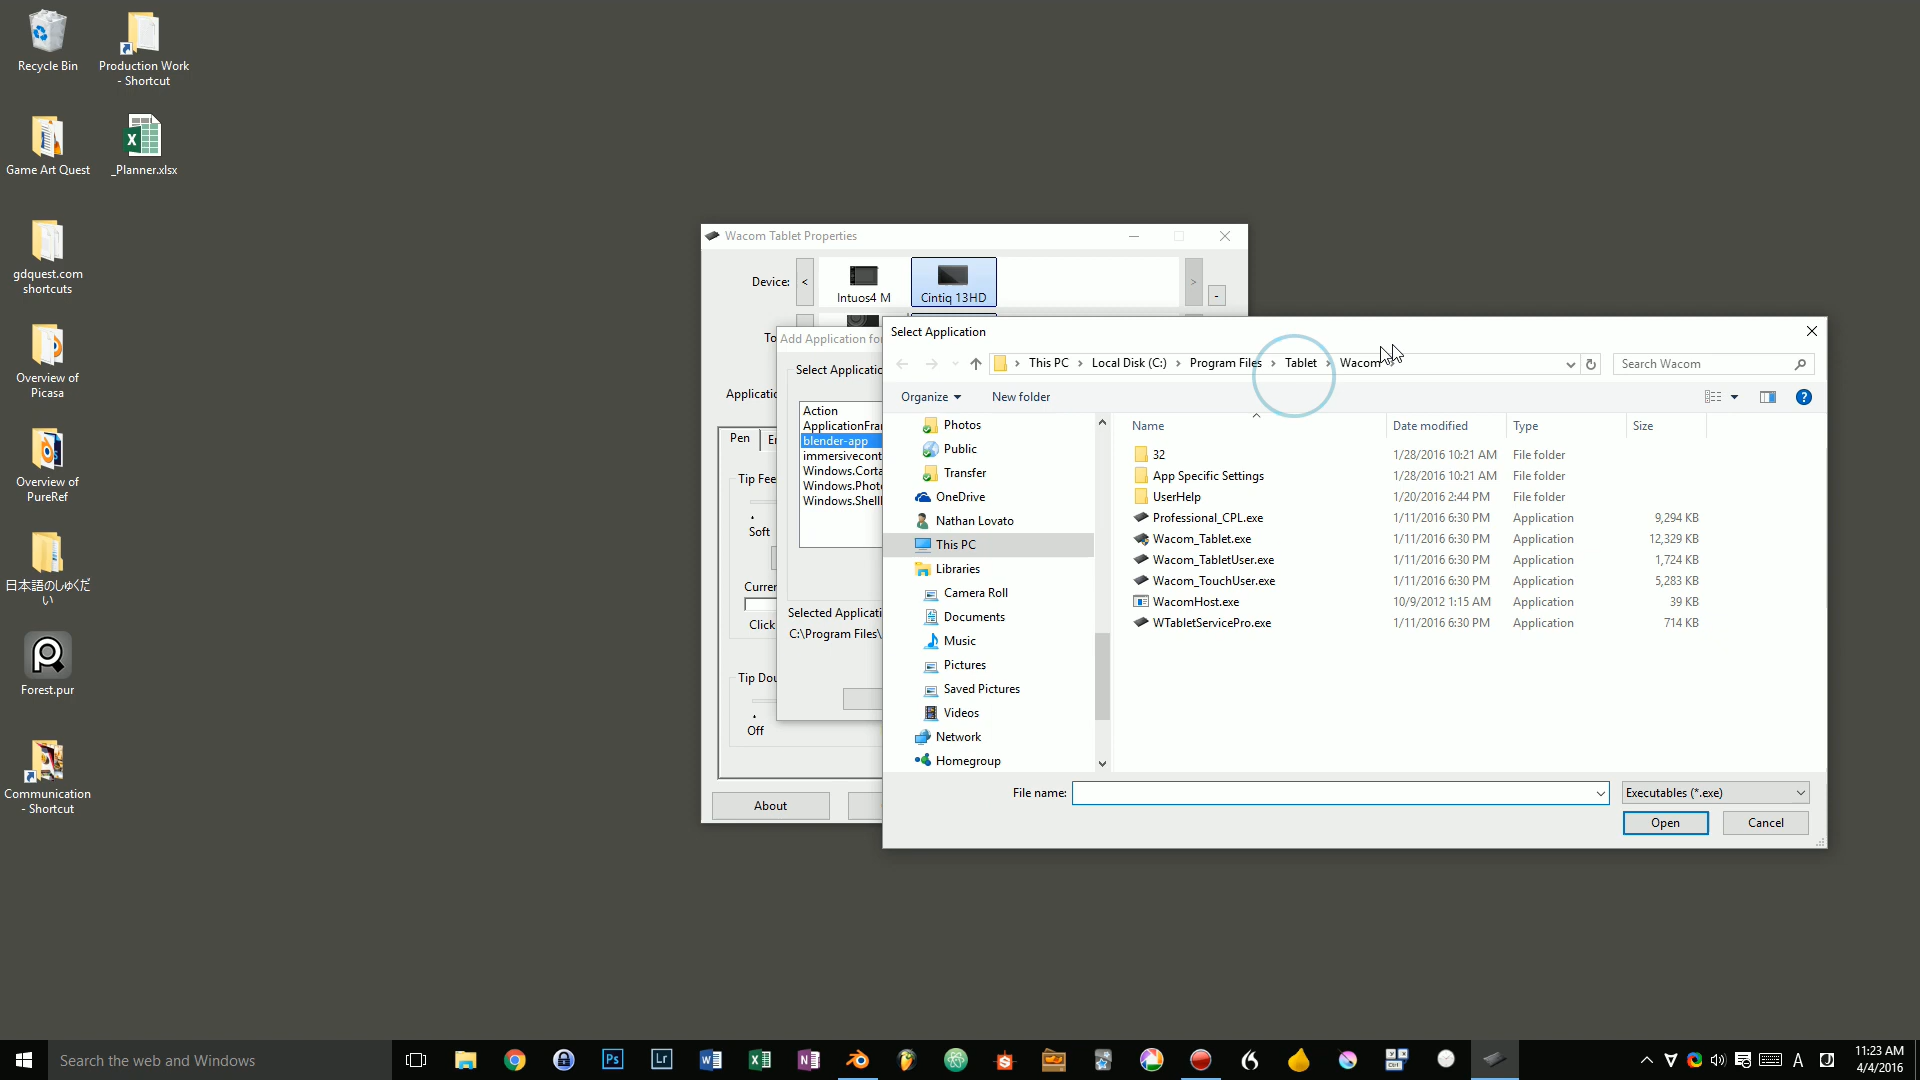 Recycle Bin
Production Work
- Shortcut
Game Art Quest
_Planner.xlsx
gdquest.com
shortcuts
Overview of
Picasa
Overview of
PureRef
日本語のしゅくだ
い
Forest.pur
Communication
- Shortcut
Wacom Tablet Properties
Device:
<
Intuos4 M
Cintiq 13HD
>
-
To
Applicatio
Pen
Tip Fee
Soft
Curren
Click
Tip Dou
Off
About
Add Application for
Select Applicatio
Action
ApplicationFra
blender-app
immersivecont
Windows.Corta
Windows.Photo
Windows.Shell
Selected Applicati
C:\Program Files\
Select Application
This PC
Local Disk (C:)
Program Files
Tablet
Wacom
Search Wacom
Organize
New folder
?
Photos
Public
Transfer
OneDrive
Nathan Lovato
This PC
Libraries
Camera Roll
Documents
Music
Pictures
Saved Pictures
Videos
Network
Homegroup
Name Date modified Type Size
32 1/28/2016 10:21 AM File folder
App Specific Settings 1/28/2016 10:21 AM File folder
UserHelp 1/20/2016 2:44 PM File folder
Professional_CPL.exe 1/11/2016 6:30 PM Application 9,294 KB
Wacom_Tablet.exe 1/11/2016 6:30 PM Application 12,329 KB
Wacom_TabletUser.exe 1/11/2016 6:30 PM Application 1,724 KB
Wacom_TouchUser.exe 1/11/2016 6:30 PM Application 5,283 KB
WacomHost.exe 10/9/2012 1:15 AM Application 39 KB
WTabletServicePro.exe 1/11/2016 6:30 PM Application 714 KB
File name:
Executables (*.exe)
Open
Cancel
Search the web and Windows
Ps
Lr
A
11:23 AM
4/4/2016